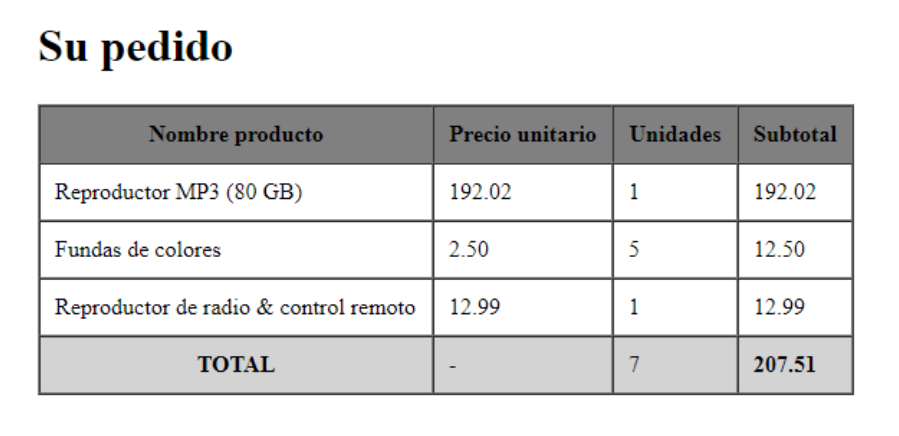 Su pedido
Nombre producto Precio unitario Unidades Subtotal
Reproductor MP3 (80 GB) 192.02 1 192.02
Fundas de colores 2.50 5 12.50
Reproductor de radio & control remoto 12.99 1 12.99
TOTAL - 7 207.51